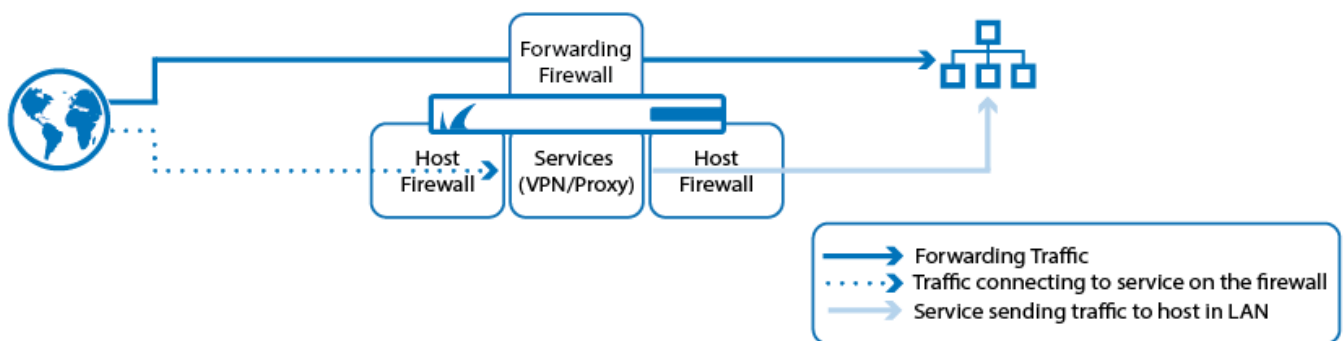 Forwarding
Firewall
Host
Firewall
Services
(VPN/Proxy)
Host
Firewall
Forwarding Traffic
Traffic connecting to service on the firewall
Service sending traffic to host in LAN